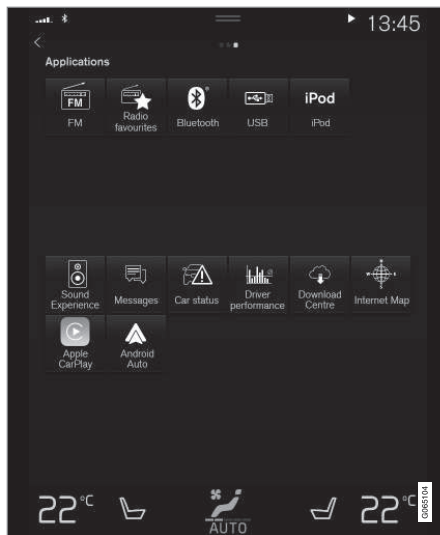 13:45
Applications
FM
FM
Radio
favourites
Bluetooth
USB
iPod
iPod
Sound
Experience
Messages
Car status
Driver
performance
Download
Centre
Internet Map
Apple
CarPlay
Android
Auto
22°C
AUTO
22°C
G065104